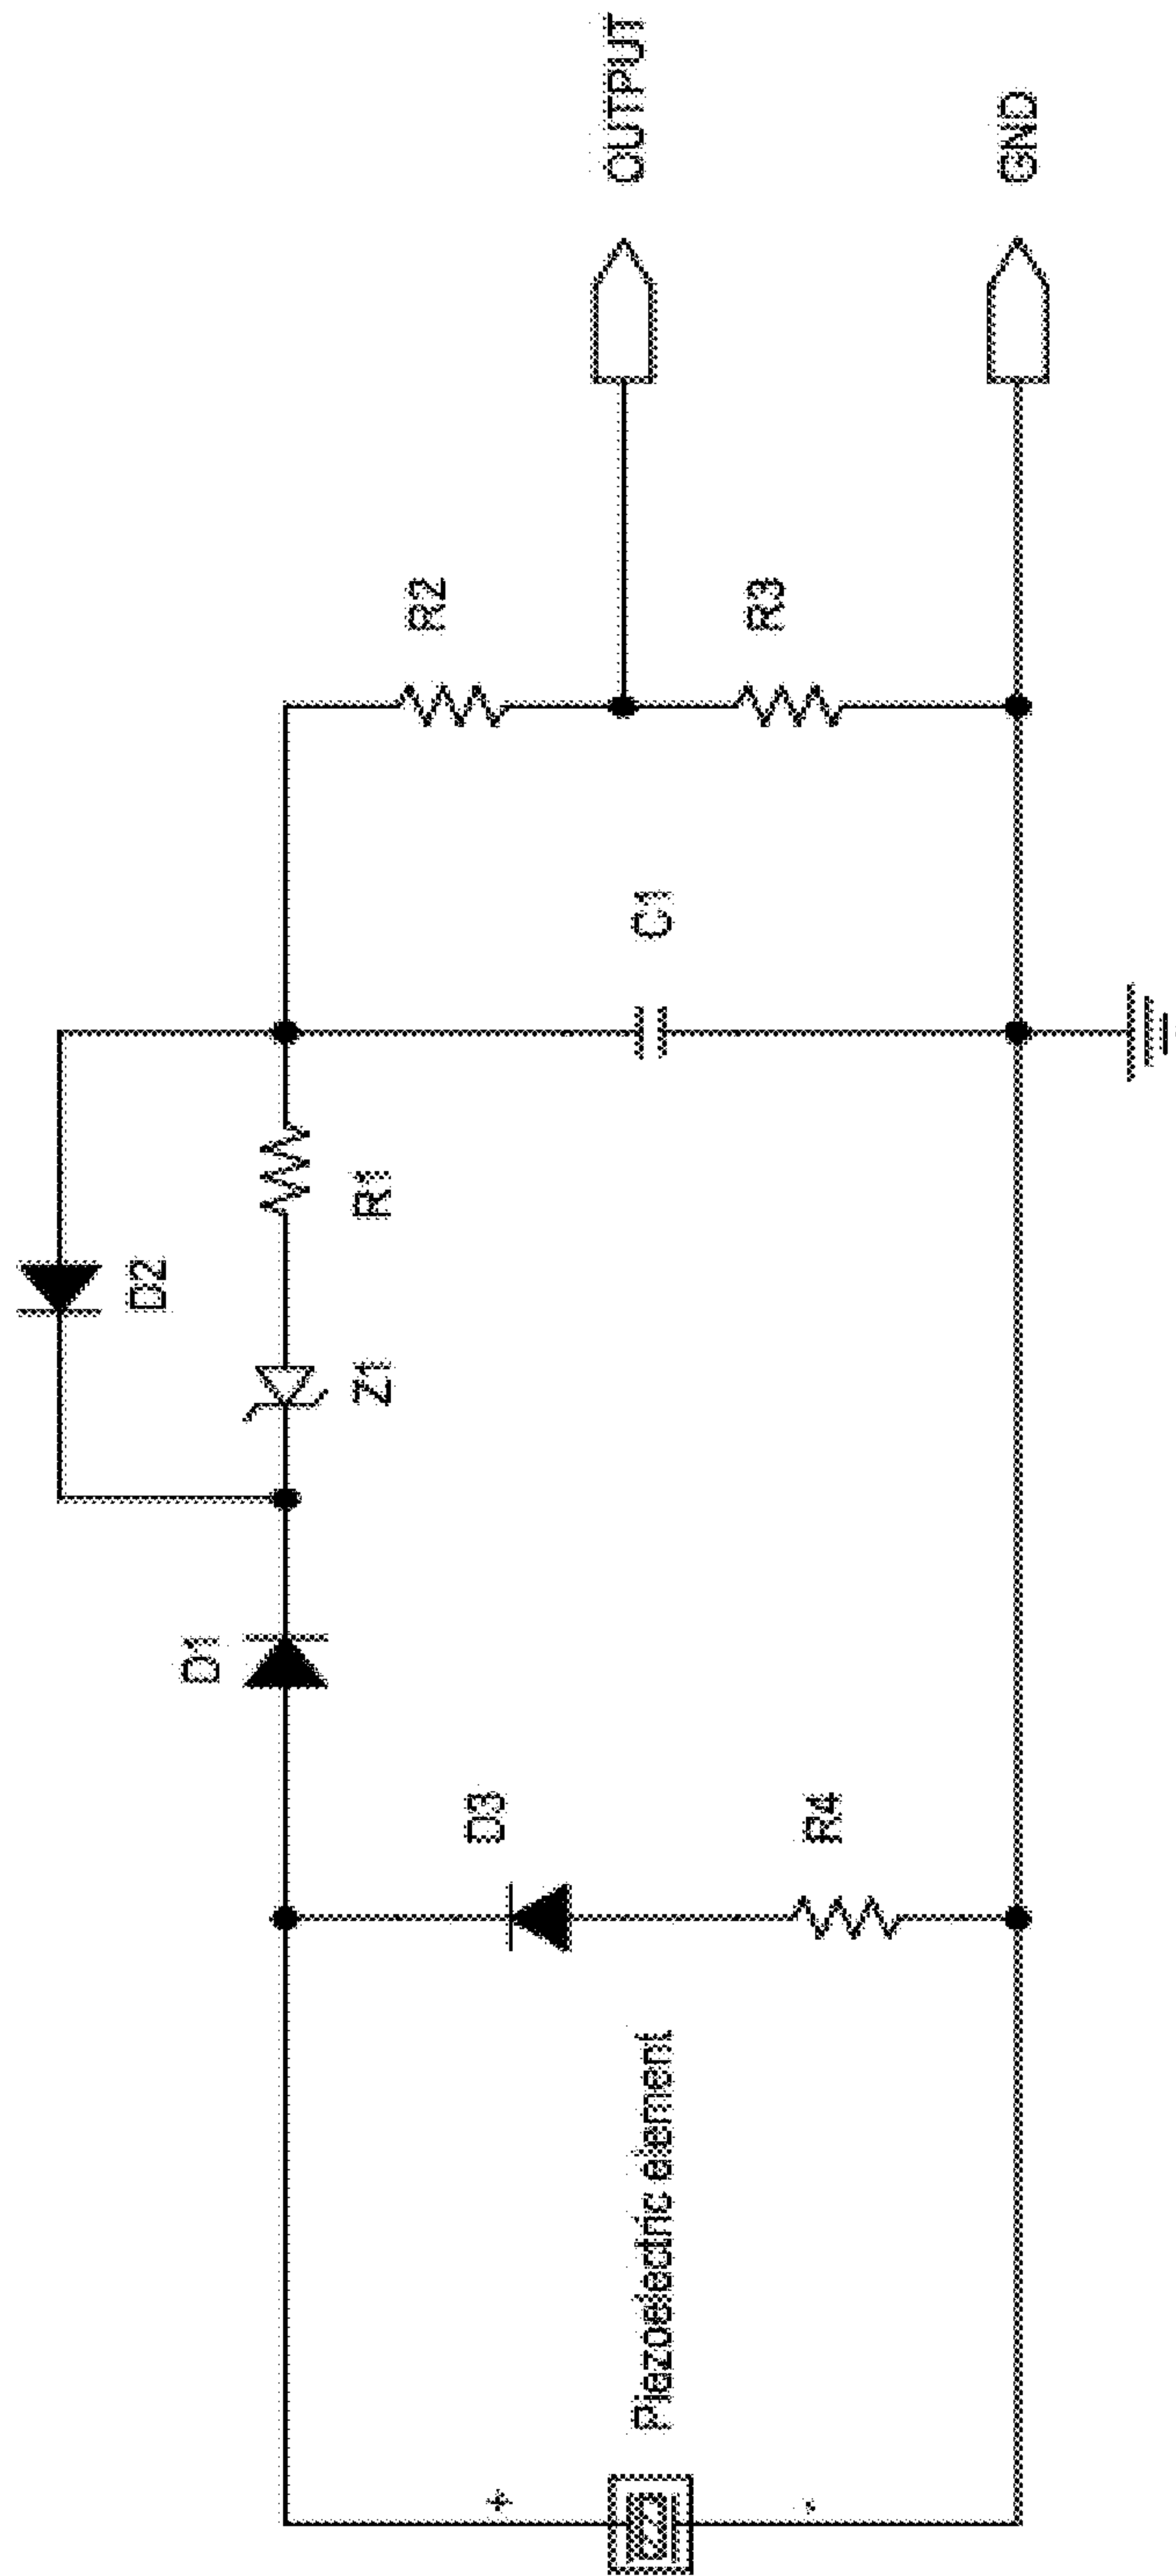 D2
D1
Z1
R1
D3
R4
C1
R2
R3
Piezoelectric element
+
-
OUTPUT
GND